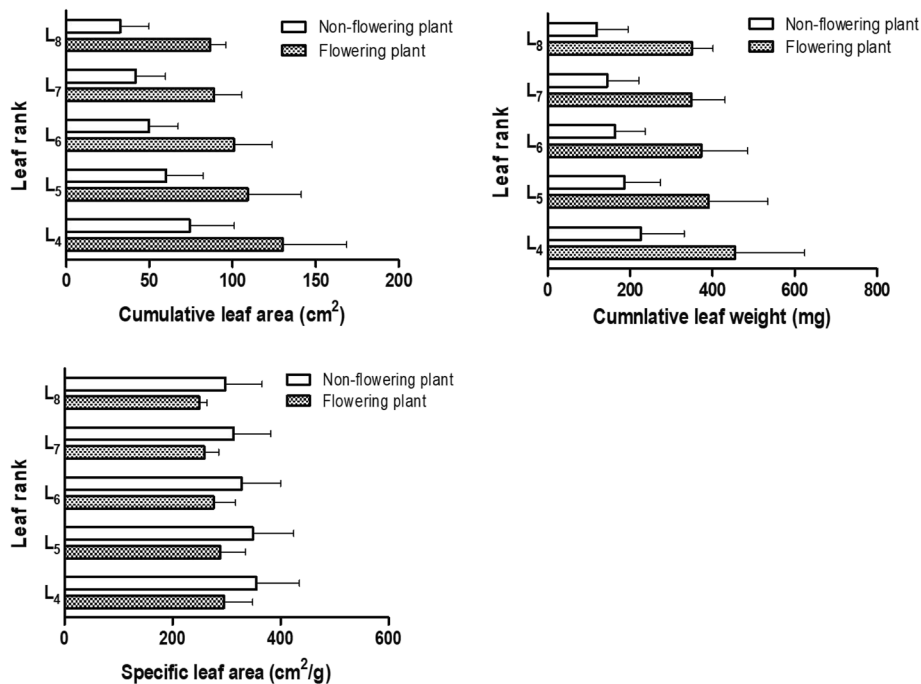 Non-flowering plant
Flowering plant
Leaf rank
L8
L7
L6
L5
L4
0 50 100 150 200
Cumulative leaf area (cm2)
Non-flowering plant
Flowering plant
Leaf rank
L8
L7
L6
L5
L4
0 200 400 600 800
Cumnlative leaf weight (mg)
Non-flowering plant
Flowering plant
Leaf rank
L8
L7
L6
L5
L4
0 200 400 600
Specific leaf area (cm2/g)